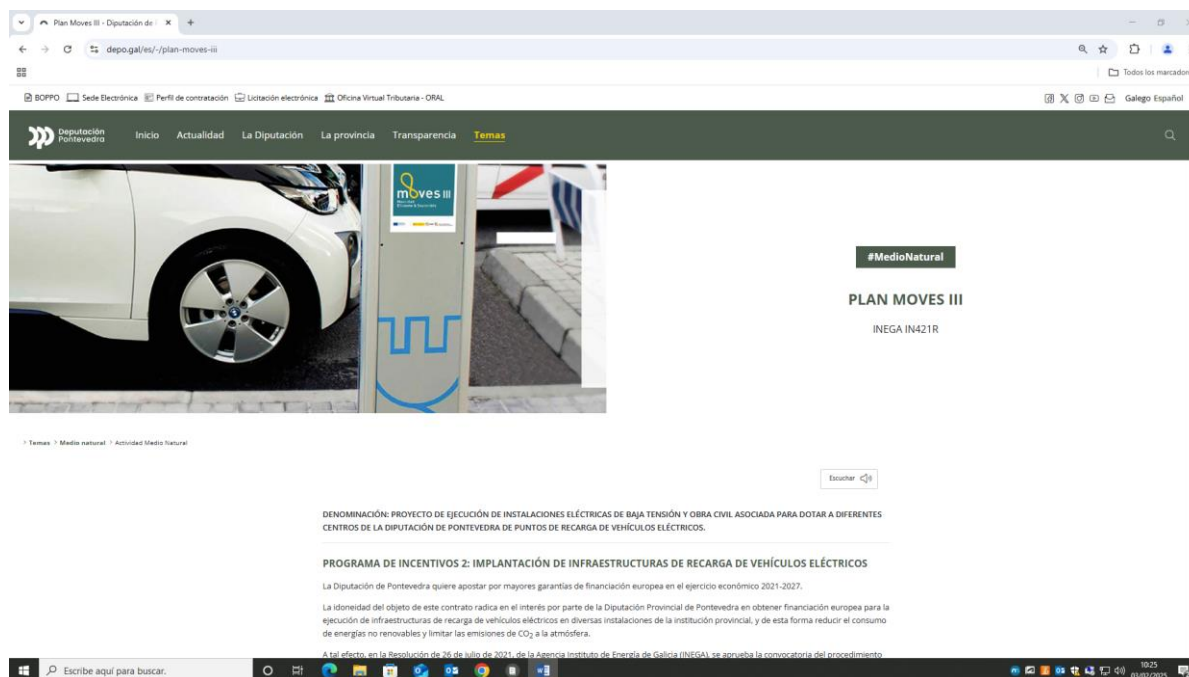 Plan Moves III - Diputación de
depo.gal/es/-/plan-moves-iii
Todos los marcador
BOPPO Sede Electrónica Perfil de contratación Licitación electrónica Oficina Virtual Tributaria - ORAL Galego Español
Deputación Pontevedra Inicio Actualidad La Diputación La provincia Transparencia Temas
moves III
#MedioNatural
PLAN MOVES III
INEGA IN421R
> Temas > Medio natural > Actividad Medio Natural
Escuchar
DENOMINACIÓN: PROYECTO DE EJECUCIÓN DE INSTALACIONES ELÉCTRICAS DE BAJA TENSIÓN Y OBRA CIVIL ASOCIADA PARA DOTAR A DIFERENTES
CENTROS DE LA DIPUTACIÓN DE PONTEVEDRA DE PUNTOS DE RECARGA DE VEHÍCULOS ELÉCTRICOS.
PROGRAMA DE INCENTIVOS 2: IMPLANTACIÓN DE INFRAESTRUCTURAS DE RECARGA DE VEHÍCULOS ELÉCTRICOS
La Diputación de Pontevedra quiere apostar por mayores garantías de financiación europea en el ejercicio económico 2021-2027.
La idoneidad del objeto de este contrato radica en el interés por parte de la Diputación Provincial de Pontevedra en obtener financiación europea para la
ejecución de infraestructuras de recarga de vehículos eléctricos en diversas instalaciones de la institución provincial, y de esta forma reducir el consumo
de energías no renovables y limitar las emisiones de CO₂ a la atmósfera.
A tal efecto, en la Resolución de 26 de julio de 2021, de la Agencia Instituto de Energía de Galicia (INEGA), se aprueba la convocatoria del procedimiento
Escribe aquí para buscar.
10:25
03/02/2025